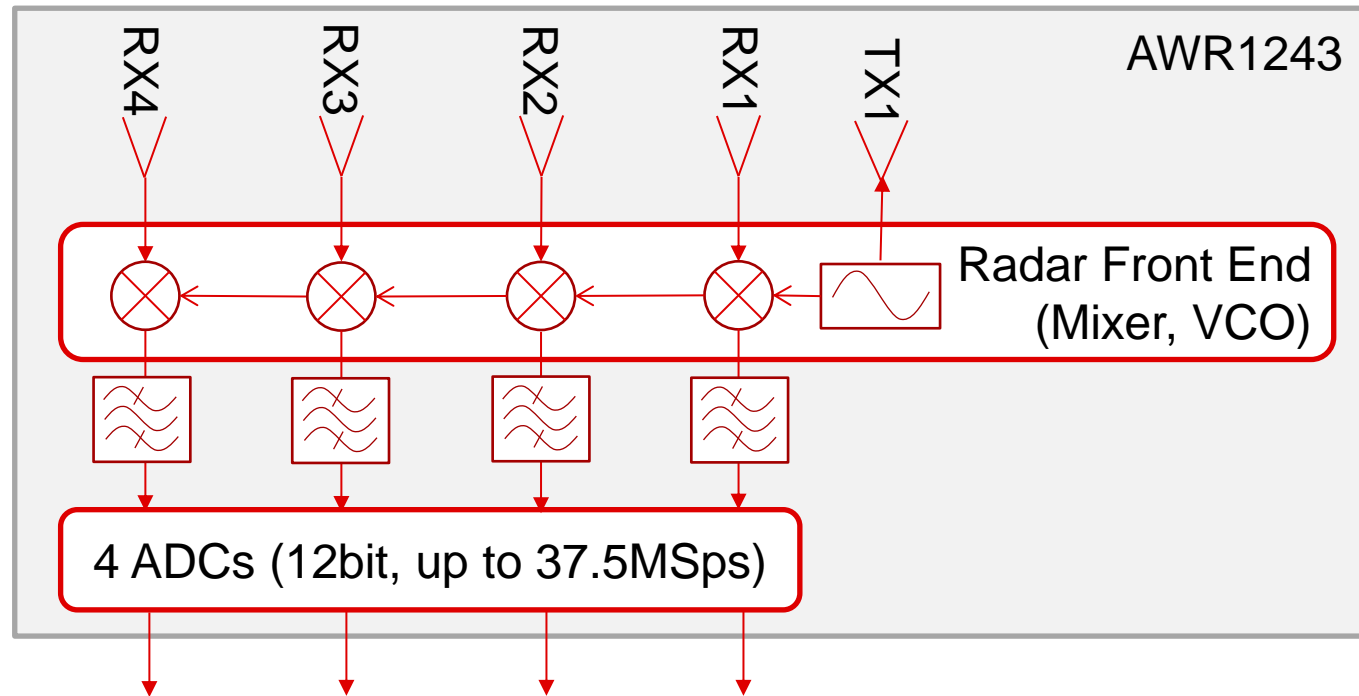 RX4
RX3
RX2
RX1
TX1
AWR1243
Radar Front End
(Mixer, VCO)
4 ADCs (12bit, up to 37.5MSps)